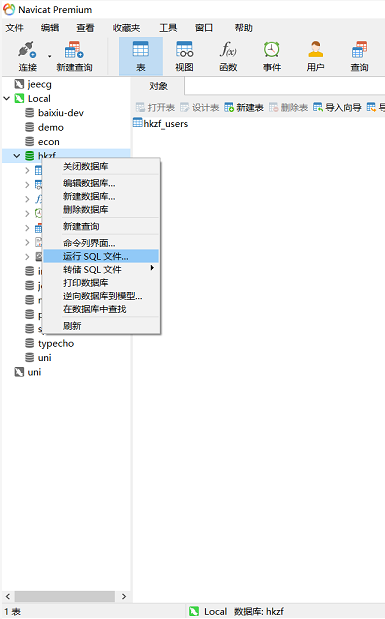 Navicat Premium
文件 编辑 查看 收藏夹 工具 窗口 帮助
连接 新建查询 表 视图 函数 事件 用户 查询
对象
打开表 设计表 新建表 删除表 导入向导
jeecg
Local
baixiu-dev
demo
econ
hkzf
hkzf_users
关闭数据库
编辑数据库...
新建数据库...
删除数据库
新建查询
命令列界面...
运行 SQL 文件...
转储 SQL 文件
打印数据库
逆向数据库到模型...
在数据库中查找
刷新
typecho
uni
uni
1 表
Local 数据库: hkzf